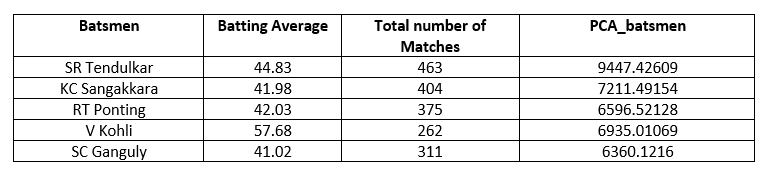 Batsmen Batting Average Total number of PCA_batsmen
Matches
SR Tendulkar 44.83 463 9447.42609
KC Sangakkara 41.98 404 7211.49154
RT Ponting 42.03 375 6596.52128
V Kohli 57.68 262 6935.01069
SC Ganguly 41.02 311 6360.1216